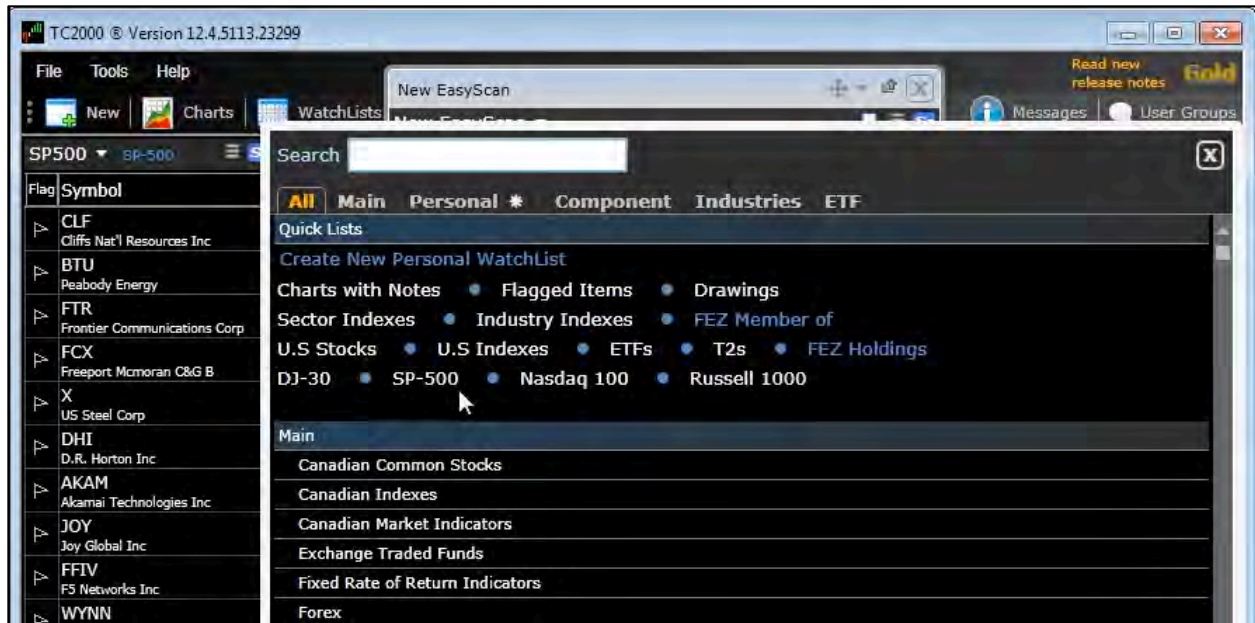 TC2000 ® Version 12.4.5113.23299
File Tools Help
Read new
release notes
Gold
New EasyScan
New Charts WatchLists
New EasyScan
Messages User Groups
SP500 SP-500
Search
Flag Symbol
All Main Personal * Component Industries ETF
Quick Lists
Create New Personal WatchList
Charts with Notes • Flagged Items • Drawings
Sector Indexes • Industry Indexes • FEZ Member of
U.S Stocks • U.S Indexes • ETFs • T2s • FEZ Holdings
DJ-30 • SP-500 • Nasdaq 100 • Russell 1000
Main
Canadian Common Stocks
Canadian Indexes
Canadian Market Indicators
Exchange Traded Funds
Fixed Rate of Return Indicators
Forex
CLF
Cliffs Nat'l Resources Inc
BTU
Peabody Energy
FTR
Frontier Communications Corp
FCX
Freeport Mcmoran C&G B
X
US Steel Corp
DHI
D.R. Horton Inc
AKAM
Akamai Technologies Inc
JOY
Joy Global Inc
FFIV
F5 Networks Inc
WYNN